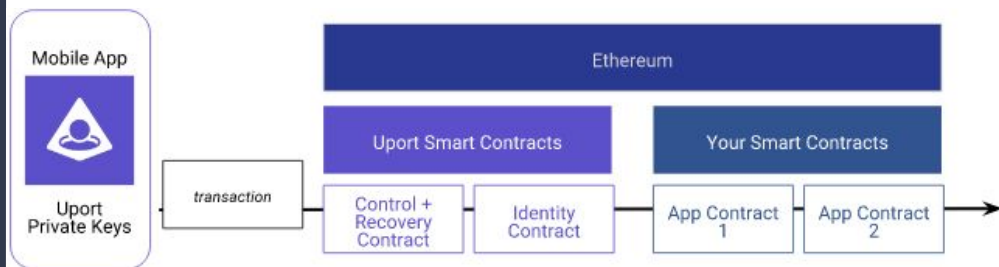 Mobile App
Uport
Private Keys
transaction
Ethereum
Uport Smart Contracts
Your Smart Contracts
Control +
Recovery
Contract
Identity
Contract
App Contract
1
App Contract
2